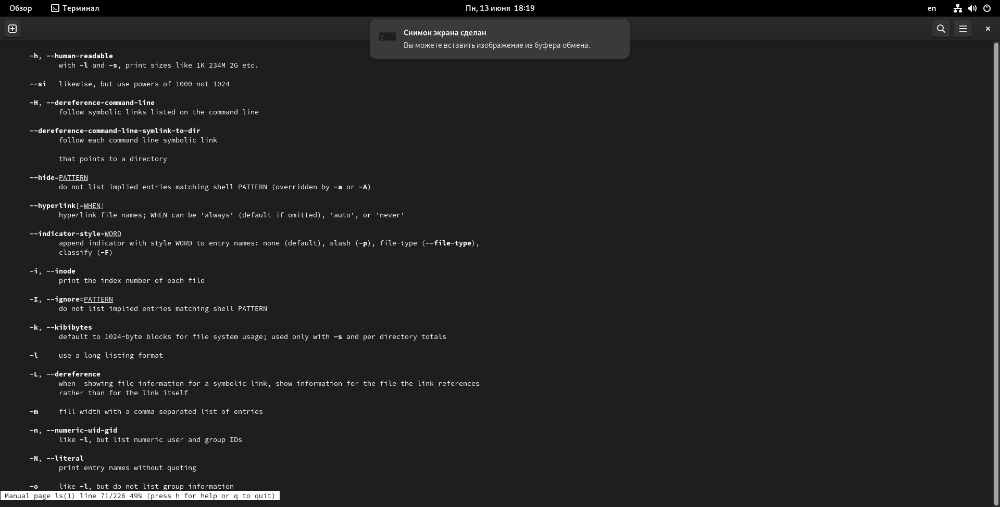 Обзор Терминал Пн, 13 июня 18:19 en
Снимок экрана сделан
Вы можете вставить изображение из буфера обмена.
-h, --human-readable
with -l and -s, print sizes like 1K 234M 2G etc.
--si likewise, but use powers of 1000 not 1024
-H, --dereference-command-line
follow symbolic links listed on the command line
--dereference-command-line-symlink-to-dir
follow each command line symbolic link
that points to a directory
--hide=PATTERN
do not list implied entries matching shell PATTERN (overridden by -a or -A)
--hyperlink[=WHEN]
hyperlink file names; WHEN can be 'always' (default if omitted), 'auto', or 'never'
--indicator-style=WORD
append indicator with style WORD to entry names: none (default), slash (-p), file-type (--file-type),
classify (-F)
-i, --inode
print the index number of each file
-I, --ignore=PATTERN
do not list implied entries matching shell PATTERN
-k, --kibibytes
default to 1024-byte blocks for file system usage; used only with -s and per directory totals
-l use a long listing format
-L, --dereference
when  showing file information for a symbolic link, show information for the file the link references
rather than for the link itself
-m fill width with a comma separated list of entries
-n, --numeric-uid-gid
like -l, but list numeric user and group IDs
-N, --literal
print entry names without quoting
-o like -l, but do not list group information
Manual page ls(1) line 71/226 49% (press h for help or q to quit)